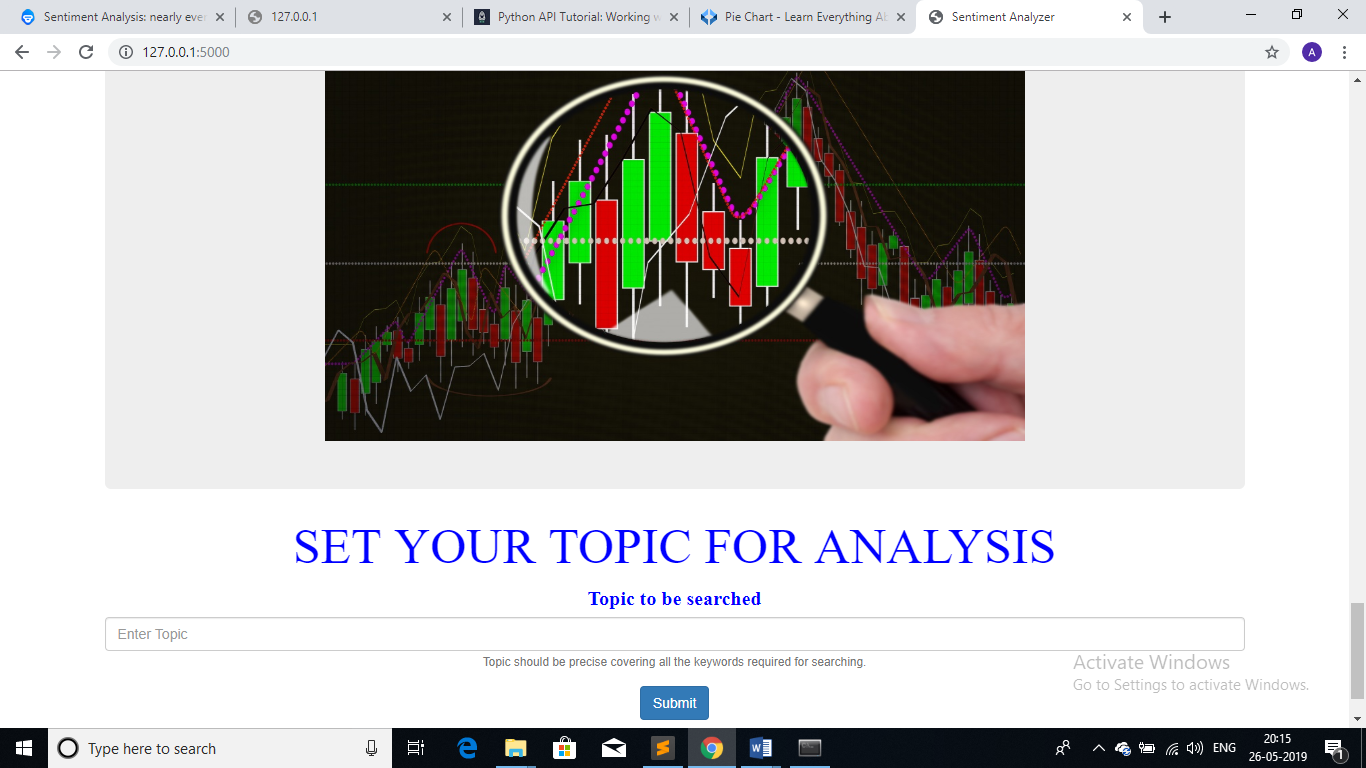 Sentiment Analysis: nearly ever
127.0.0.1
Python API Tutorial: Working w
Pie Chart - Learn Everything Ab
Sentiment Analyzer
127.0.0.1:5000
A
SET YOUR TOPIC FOR ANALYSIS
Topic to be searched
Enter Topic
Topic should be precise covering all the keywords required for searching.
Submit
Activate Windows
Go to Settings to activate Windows.
Type here to search
ENG
20:15
26-05-2019
1